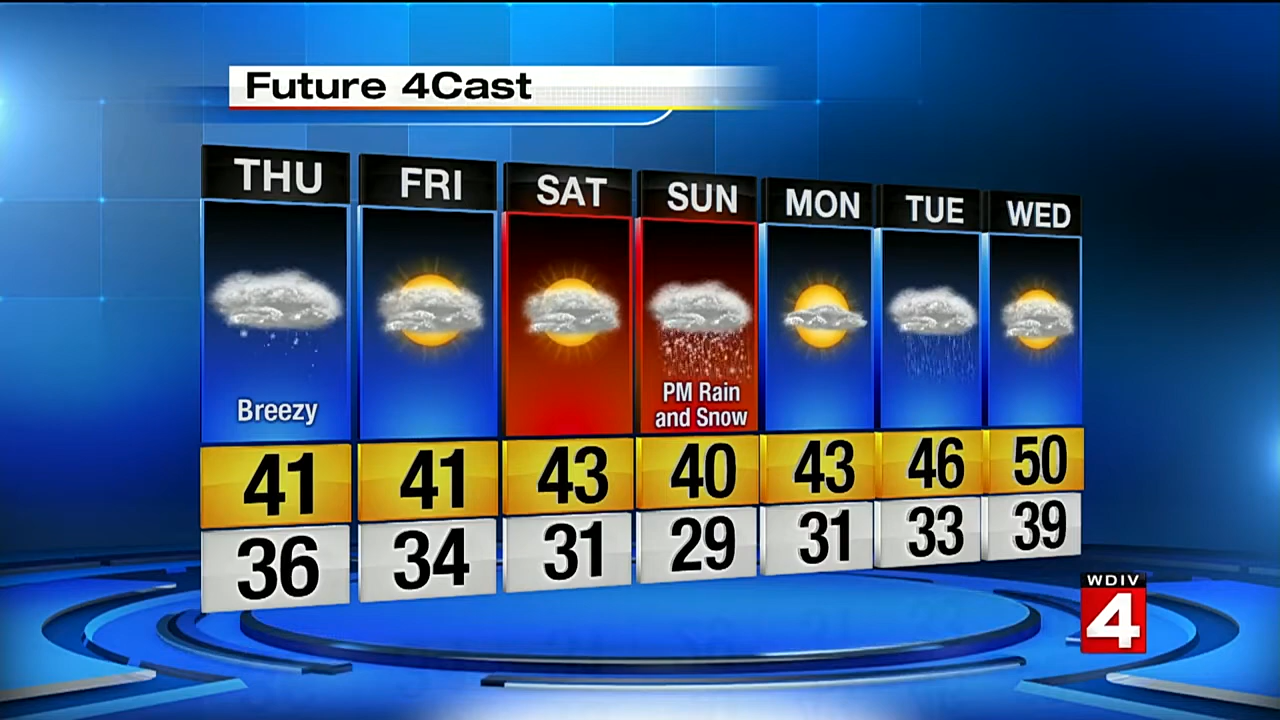 Future 4Cast
THU FRI SAT SUN MON TUE WED
Breezy
PM Rain
and Snow
41 41 43 40 43 46 50
36 34 31 29 31 33 39
WDIV
4